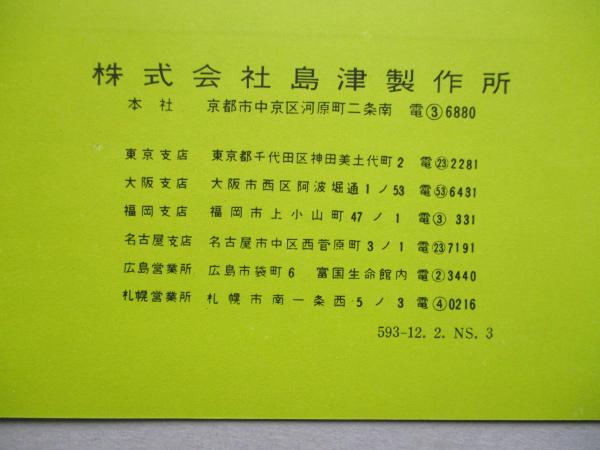 株式会社島津製作所
本社 京都市中京区河原町二条南 電③6880
東京支店 東京都千代田区神田美土代町2 電㉓2281
大阪支店 大阪市西区阿波堀通1ノ53 電53 6431
福岡支店 福岡市上小山町47ノ1 電③331
名古屋支店 名古屋市中区西菅原町3ノ1 電㉓7191
広島営業所 広島市袋町6 富国生命館内 電②3440
札幌営業所 札幌市南一条西5ノ3 電④0216
593-12. 2. NS. 3